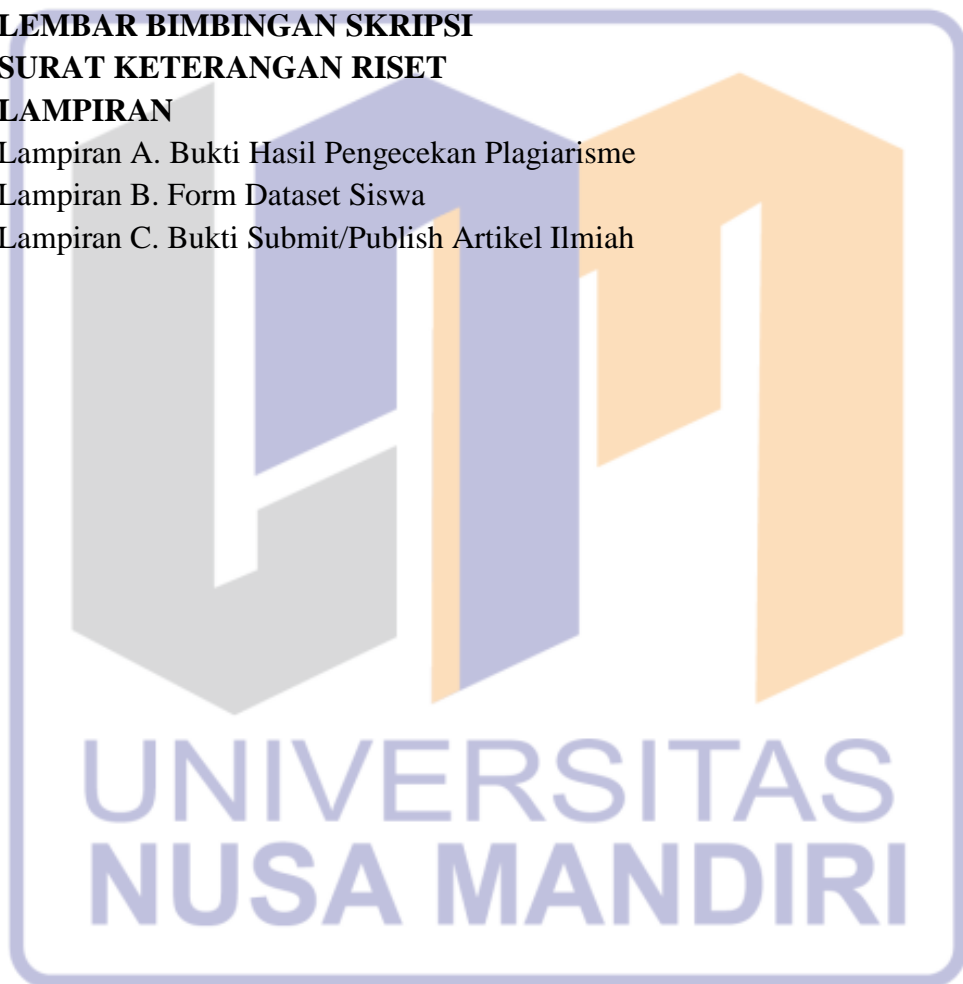 LEMBAR BIMBINGAN SKRIPSI
SURAT KETERANGAN RISET
LAMPIRAN
Lampiran A. Bukti Hasil Pengecekan Plagiarisme
Lampiran B. Form Dataset Siswa
Lampiran C. Bukti Submit/Publish Artikel Ilmiah
UNIVERSITAS
NUSA MANDIRI